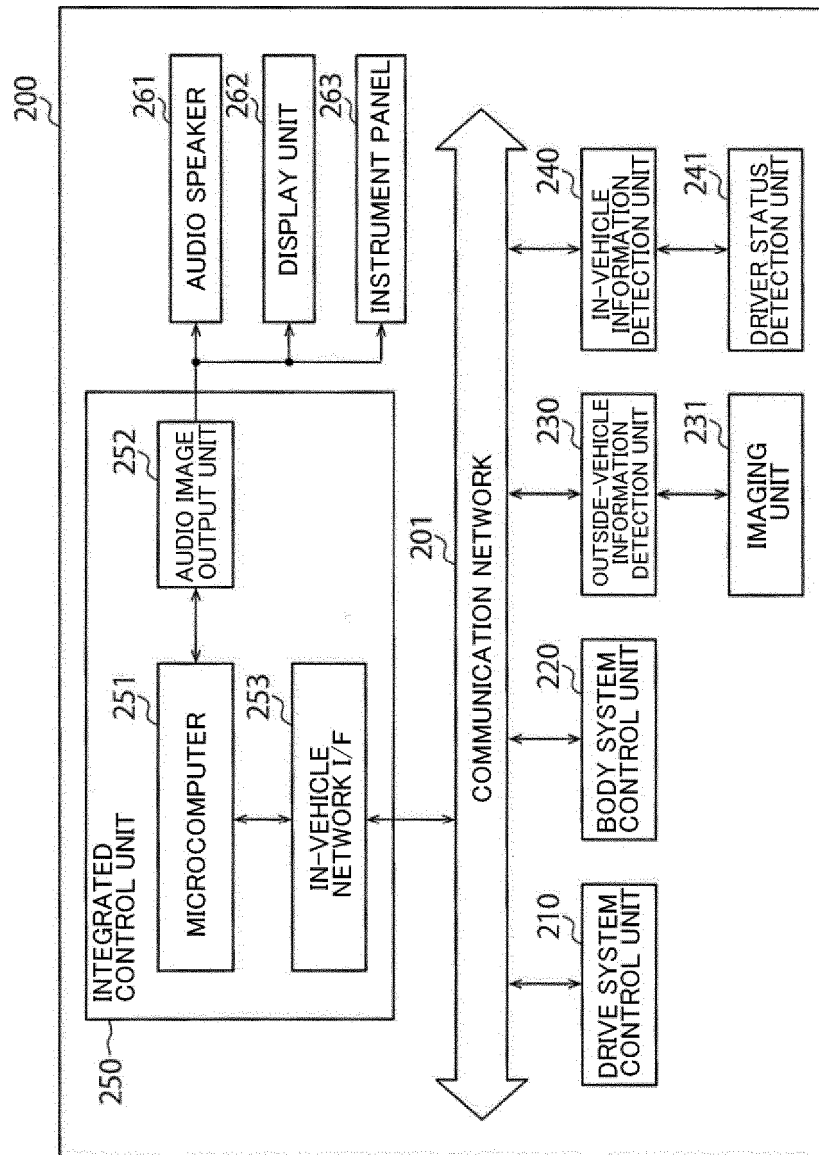 200
INTEGRATED
CONTROL UNIT
250
251
MICROCOMPUTER
252
AUDIO IMAGE
OUTPUT UNIT
253
IN-VEHICLE
NETWORK I/F
261
AUDIO SPEAKER
262
DISPLAY UNIT
263
INSTRUMENT PANEL
201
COMMUNICATION NETWORK
210
DRIVE SYSTEM
CONTROL UNIT
220
BODY SYSTEM
CONTROL UNIT
230
OUTSIDE-VEHICLE
INFORMATION
DETECTION UNIT
240
IN-VEHICLE
INFORMATION
DETECTION UNIT
231
IMAGING
UNIT
241
DRIVER STATUS
DETECTION UNIT